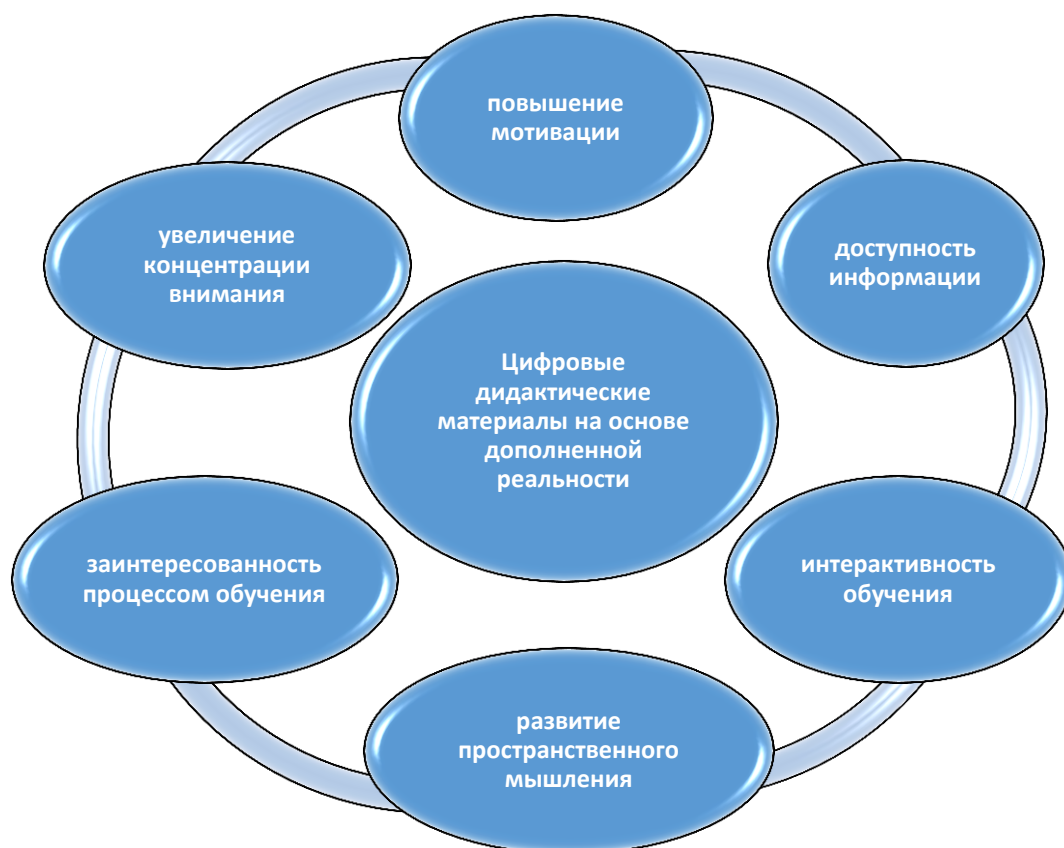 повышение
мотивации
доступность
информации
интерактивность
обучения
развитие
пространственного
мышления
заинтересованность
процессом обучения
увеличение
концентрации
внимания
Цифровые
дидактические
материалы на основе
дополненной
реальности